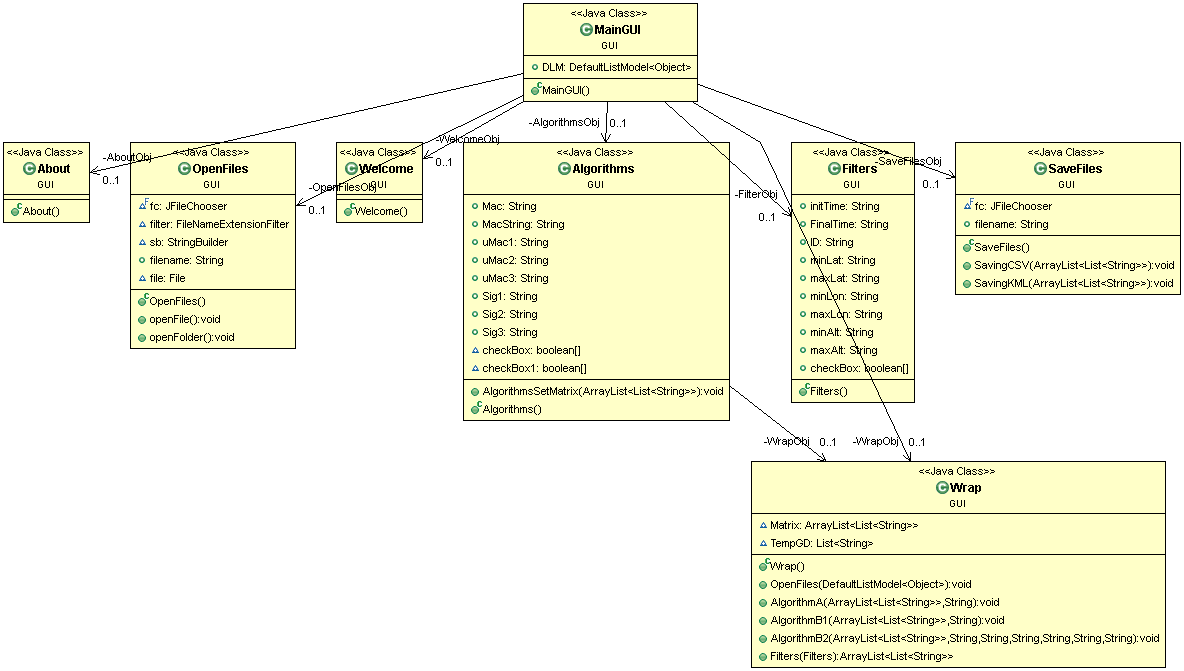 <<Java Class>>
MainGUI
GUI
DLM: DefaultListModel<Object>
MainGUI()
-AboutObj
0..1
-OpenFilesObj
0..1
-WelcomeObj
0..1
-AlgorithmsObj
0..1
-FilterObj
0..1
-SaveFilesObj
0..1
<<Java Class>>
About
GUI
About()
<<Java Class>>
OpenFiles
GUI
fc: JFileChooser
filter: FileNameExtensionFilter
sb: StringBuilder
filename: String
file: File
OpenFiles()
openFile():void
openFolder():void
<<Java Class>>
Welcome
GUI
Welcome()
<<Java Class>>
Algorithms
GUI
Mac: String
MacString: String
uMac1: String
uMac2: String
uMac3: String
Sig1: String
Sig2: String
Sig3: String
checkBox: boolean[]
checkBox1: boolean[]
AlgorithmsSetMatrix(ArrayList<List<String>>):void
Algorithms()
<<Java Class>>
Filters
GUI
initTime: String
FinalTime: String
ID: String
minLat: String
maxLat: String
minLon: String
maxLon: String
minAlt: String
maxAlt: String
checkBox: boolean[]
Filters()
<<Java Class>>
SaveFiles
GUI
fc: JFileChooser
filename: String
SaveFiles()
SavingCSV(ArrayList<List<String>>):void
SavingKML(ArrayList<List<String>>):void
-WrapObj
0..1
-WrapObj
0..1
<<Java Class>>
Wrap
GUI
Matrix: ArrayList<List<String>>
TempGD: List<String>
Wrap()
OpenFiles(DefaultListModel<Object>):void
AlgorithmA(ArrayList<List<String>>,String):void
AlgorithmB1(ArrayList<List<String>>,String):void
AlgorithmB2(ArrayList<List<String>>,String,String,String,String,String,String):void
Filters(Filters):ArrayList<List<String>>